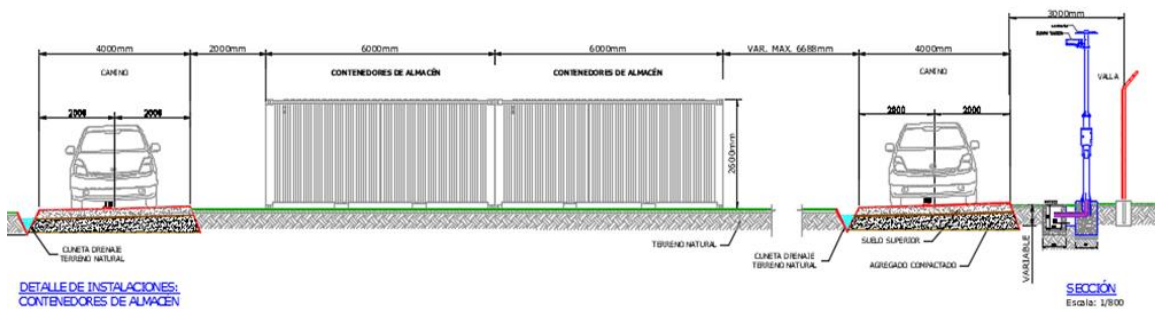 3000mm
4000mm
2000mm
6000mm
6000mm
VAR. MAX. 6688mm
4000mm
CAMINO
CONTENEDORES DE ALMACÉN
CONTENEDORES DE ALMACÉN
CAMINO
VALLA
2000
2000
2000
2000
2600mm
CUNETA DRENAJE
TERRENO NATURAL
TERRENO NATURAL
CUNETA DRENAJE
TERRENO NATURAL
SUELO SUPERIOR
AGREGADO COMPACTADO
VARIABLE
DETALLE DE INSTALACIONES:
CONTENEDORES DE ALMACÉN
SECCIÓN
Escala: 1/800